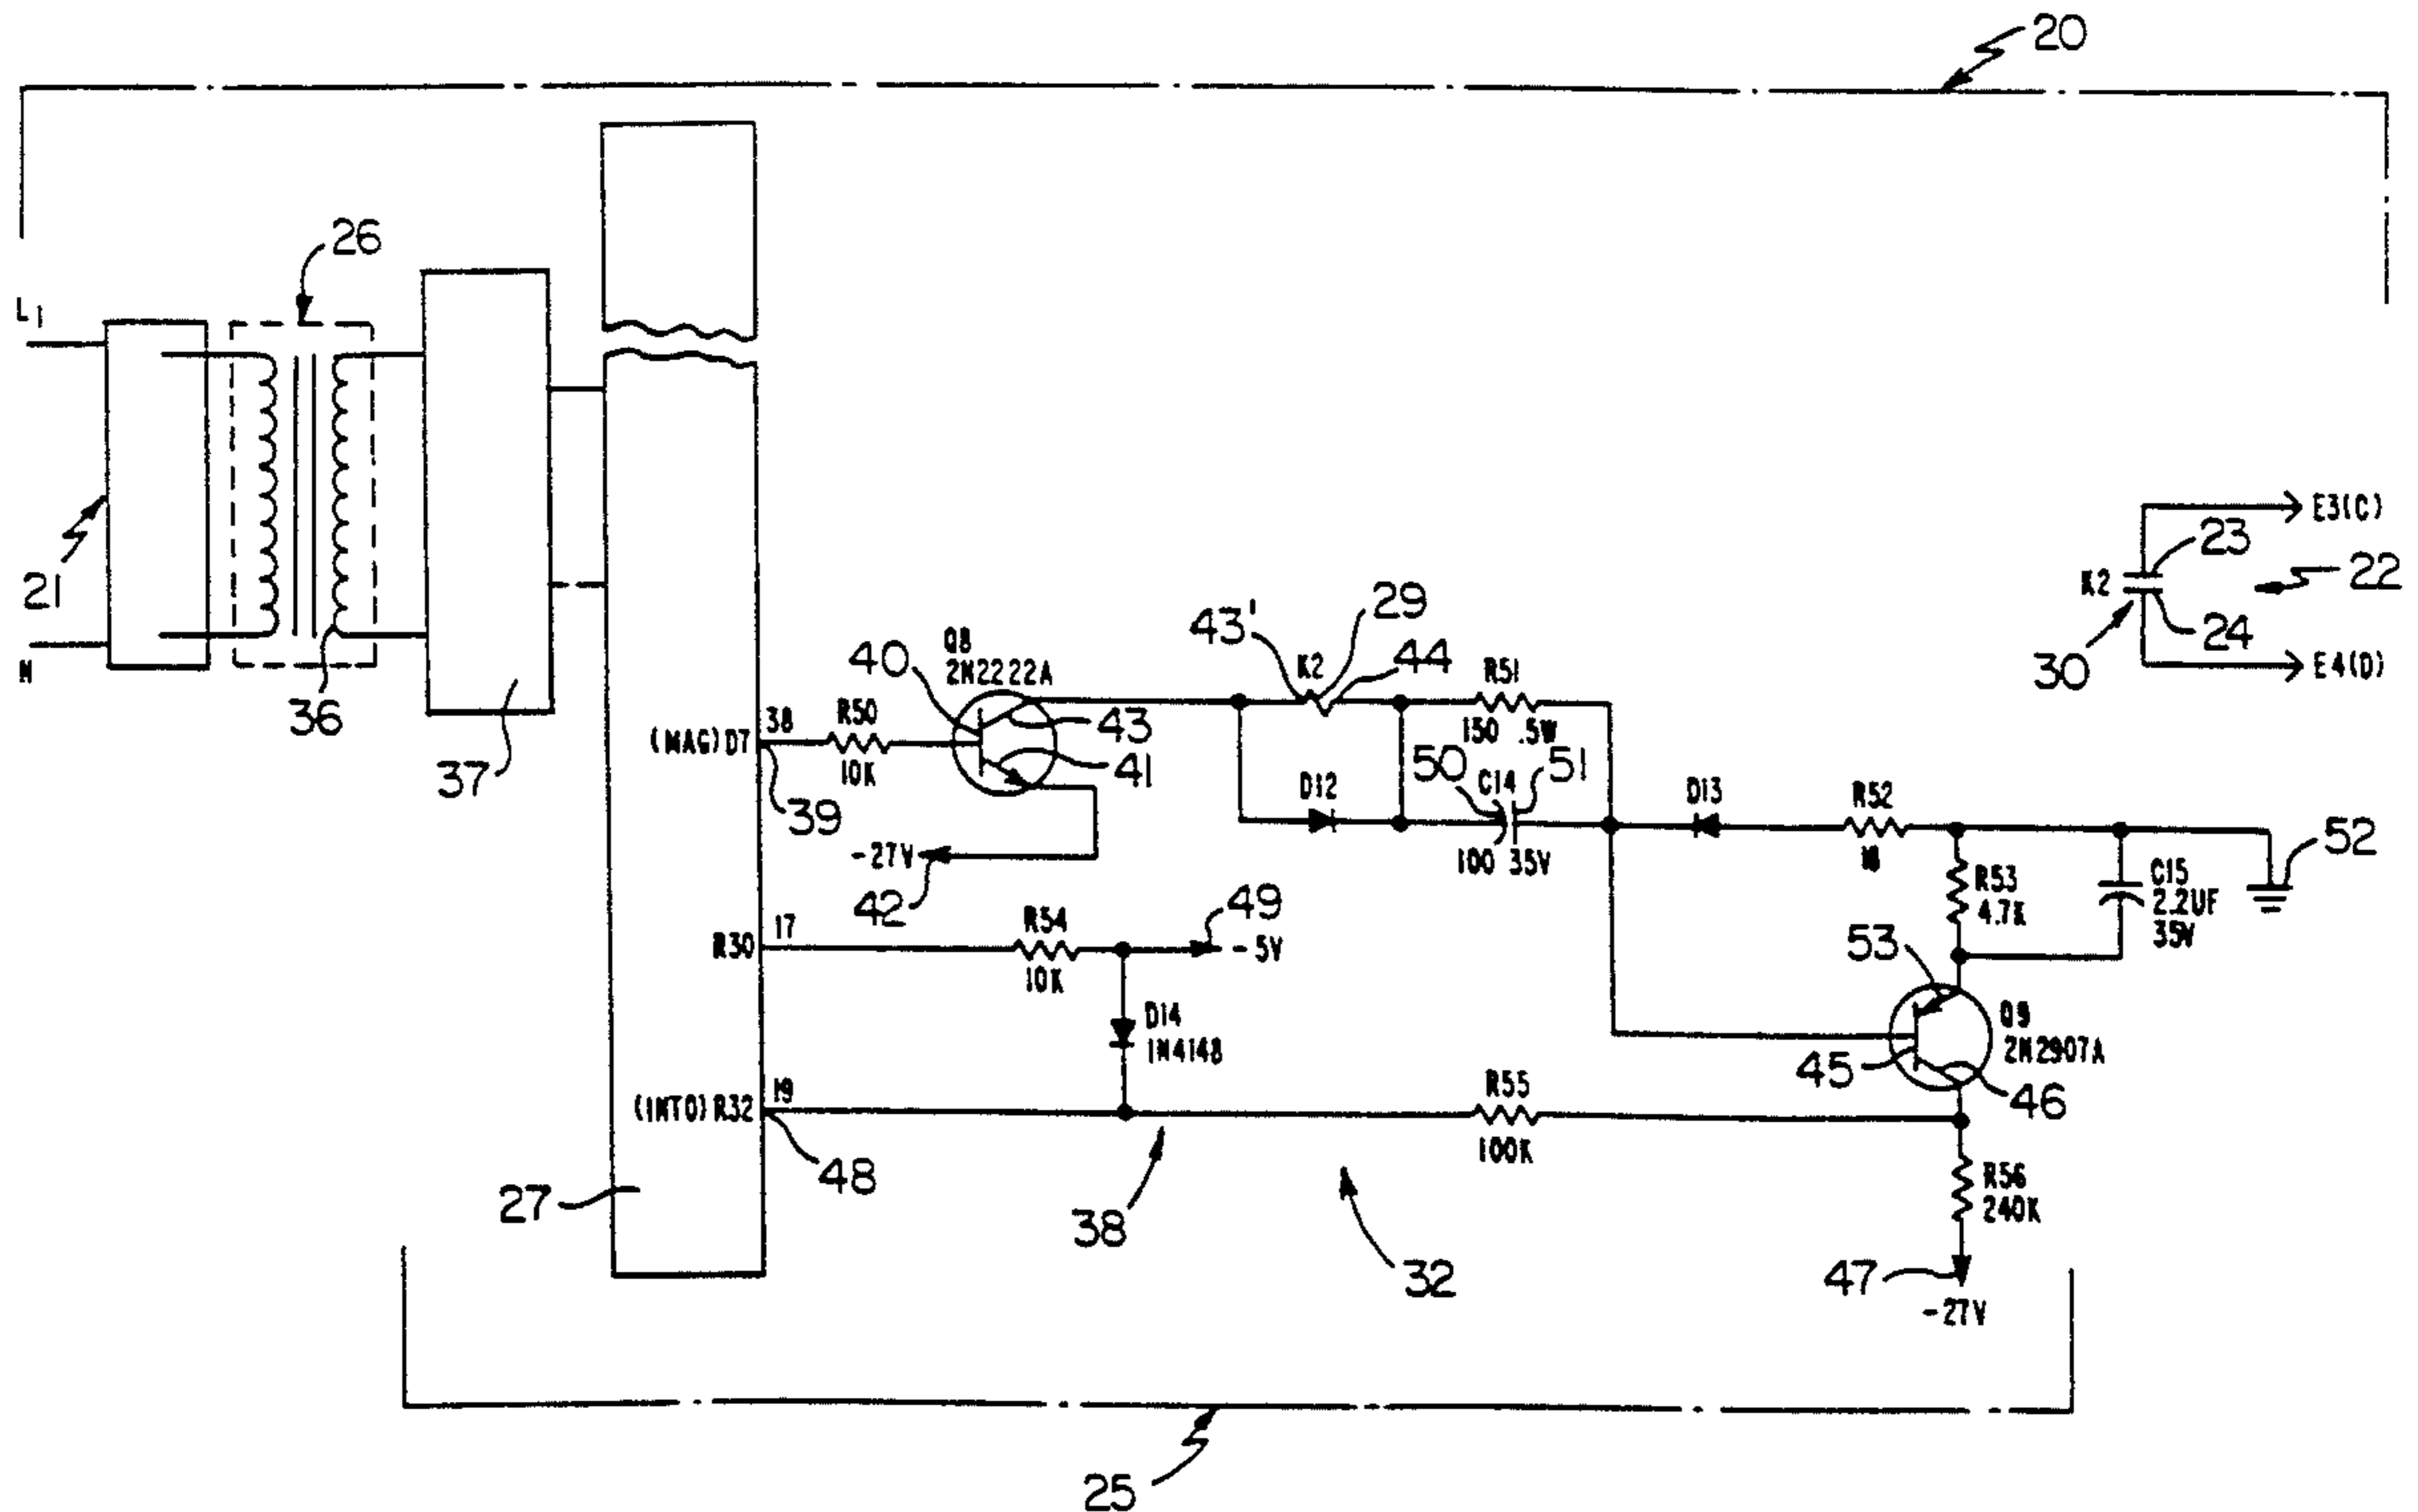 20
26
L1
21
N
36
37
E3(C)
23
K2
22
24
30
E4(D)
43'
29
K2
44
R51
150 .5W
Q8
2N2222A
40
38
R50
(MAG)D7
10K
43
41
39
50
C14
51
D12
100 35V
D13
R52
-27V
42
52
C15
2.2UF
35V
R53
4.7K
49
R54
-5V
17
R30
10K
53
D14
1N4148
Q9
2N2907A
45
46
19
(INT0)R32
R55
100K
48
27
38
32
R56
240K
47
-27V
25